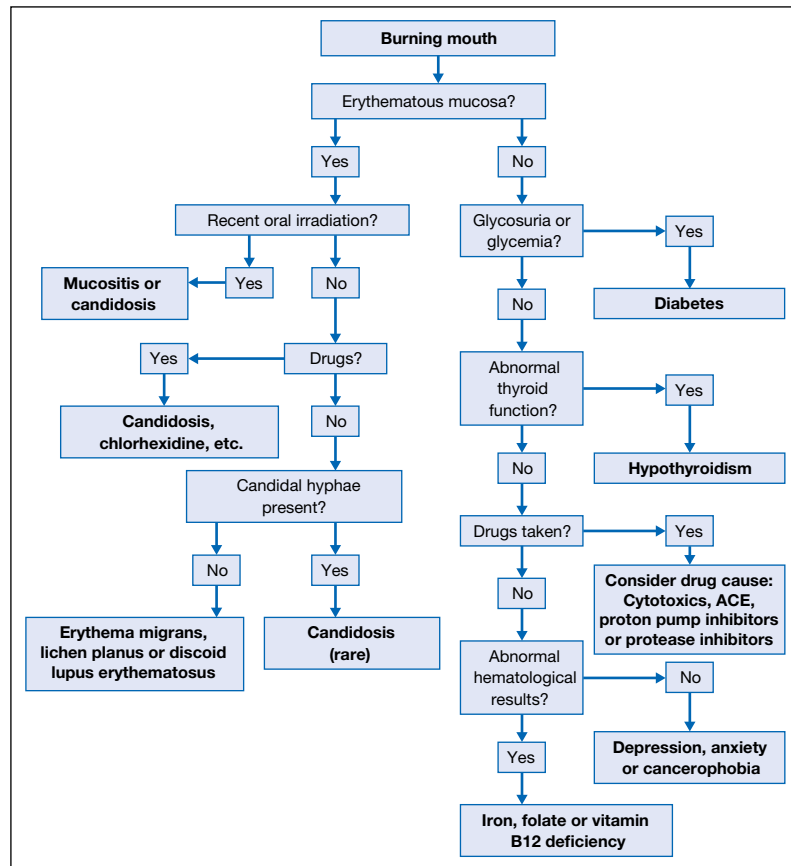 Burning mouth
Erythematous mucosa?
Yes
No
Recent oral irradiation?
Glycosuria or
glycemia?
Yes
Mucositis or
candidosis
Yes
No
No
Diabetes
Yes
Drugs?
Abnormal
thyroid
function?
Yes
Candidosis,
chlorhexidine, etc.
No
No
Hypothyroidism
Candidal hyphae
present?
Drugs taken?
Yes
No
Yes
No
Consider drug cause:
Cytotoxics, ACE,
proton pump inhibitors
or protease inhibitors
Erythema migrans,
lichen planus or discoid
lupus erythematosus
Candidosis
(rare)
Abnormal
hematological
results?
No
Yes
Depression, anxiety
or cancerophobia
Iron, folate or vitamin
B12 deficiency